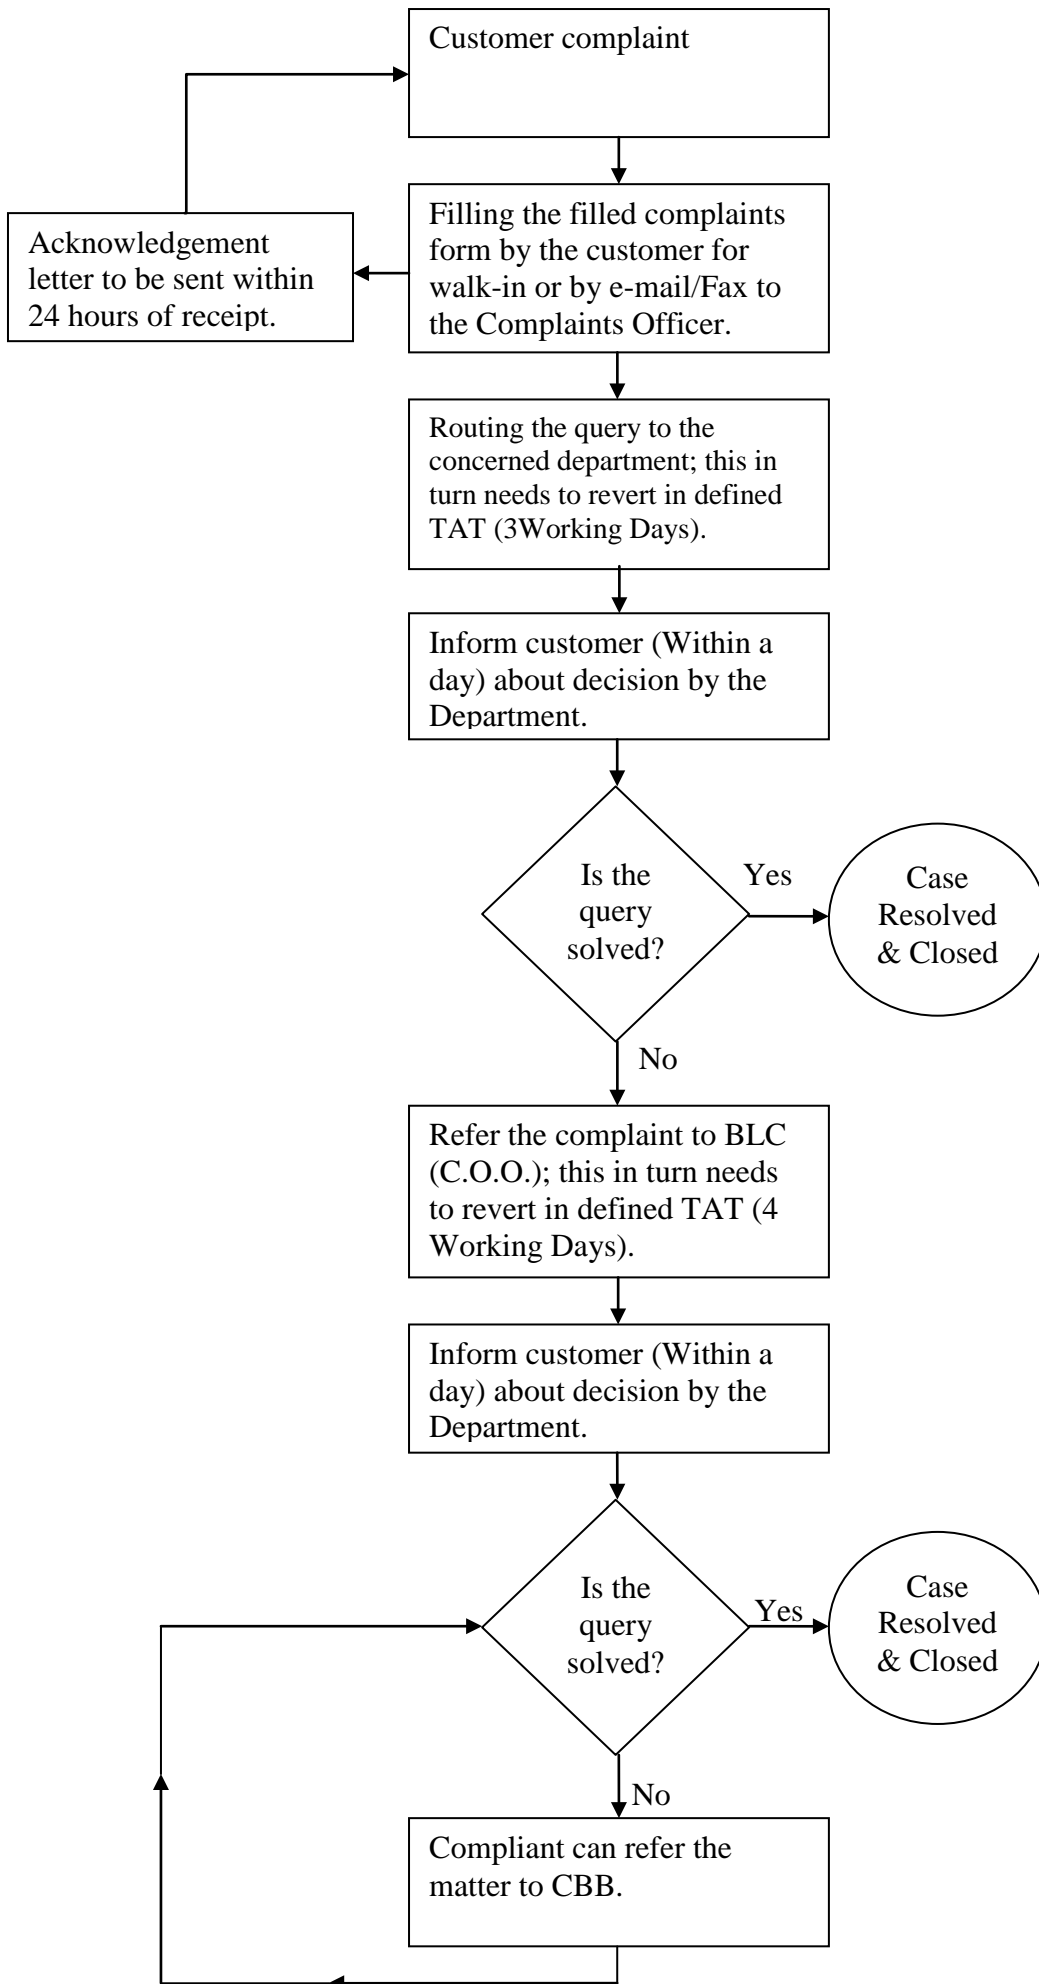 Customer complaint
Filling the filled complaints
form by the customer for
walk-in or by e-mail/Fax to
the Complaints Officer.
Acknowledgement
letter to be sent within
24 hours of receipt.
Routing the query to the
concerned department; this in
turn needs to revert in defined
TAT (3Working Days).
Inform customer (Within a
day) about decision by the
Department.
Is the
query
solved?
Yes
Case
Resolved
& Closed
No
Refer the complaint to BLC
(C.O.O.); this in turn needs
to revert in defined TAT (4
Working Days).
Inform customer (Within a
day) about decision by the
Department.
Is the
query
solved?
Yes
Case
Resolved
& Closed
No
Compliant can refer the
matter to CBB.